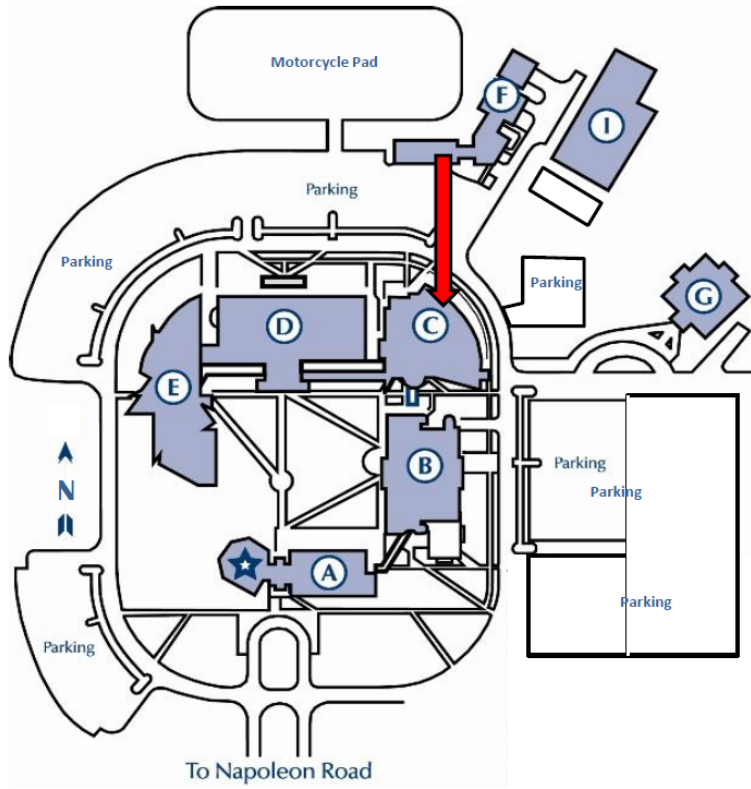 Motorcycle Pad
F
I
Parking
Parking
Parking
G
D
C
E
B
N
Parking
Parking
A
Parking
Parking
To Napoleon Road